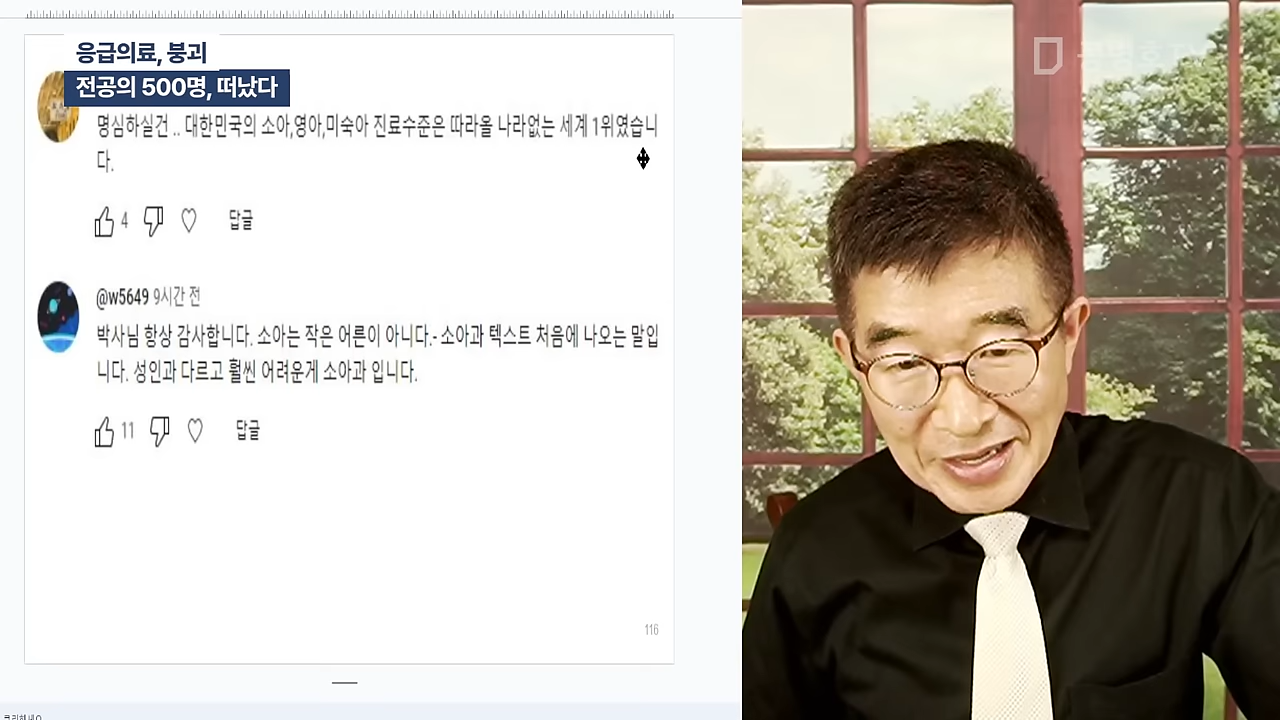 응급의료, 붕괴
전공의 500명, 떠났다
명심하실건 .. 대한민국의 소아,영아,미숙아 진료수준은 따라올 나라없는 세계 1위였습니
다.
4 답글
@w5649 9시간 전
박사님 항상 감사합니다. 소아는 작은 어른이 아니다.- 소아과 텍스트 처음에 나오는 말입
니다. 성인과 다르고 훨씬 어려운게 소아과 입니다.
11 답글
116